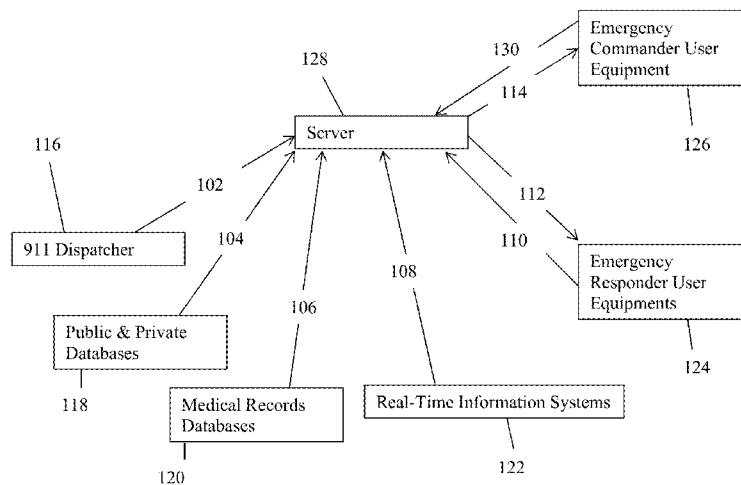 Emergency
Commander User
Equipment
130
128
114
Server
126
116
102
112
104
110
911 Dispatcher
108
Emergency
Responder User
Equipments
106
Public & Private
Databases
124
118
Medical Records
Databases
Real-Time Information Systems
120
122